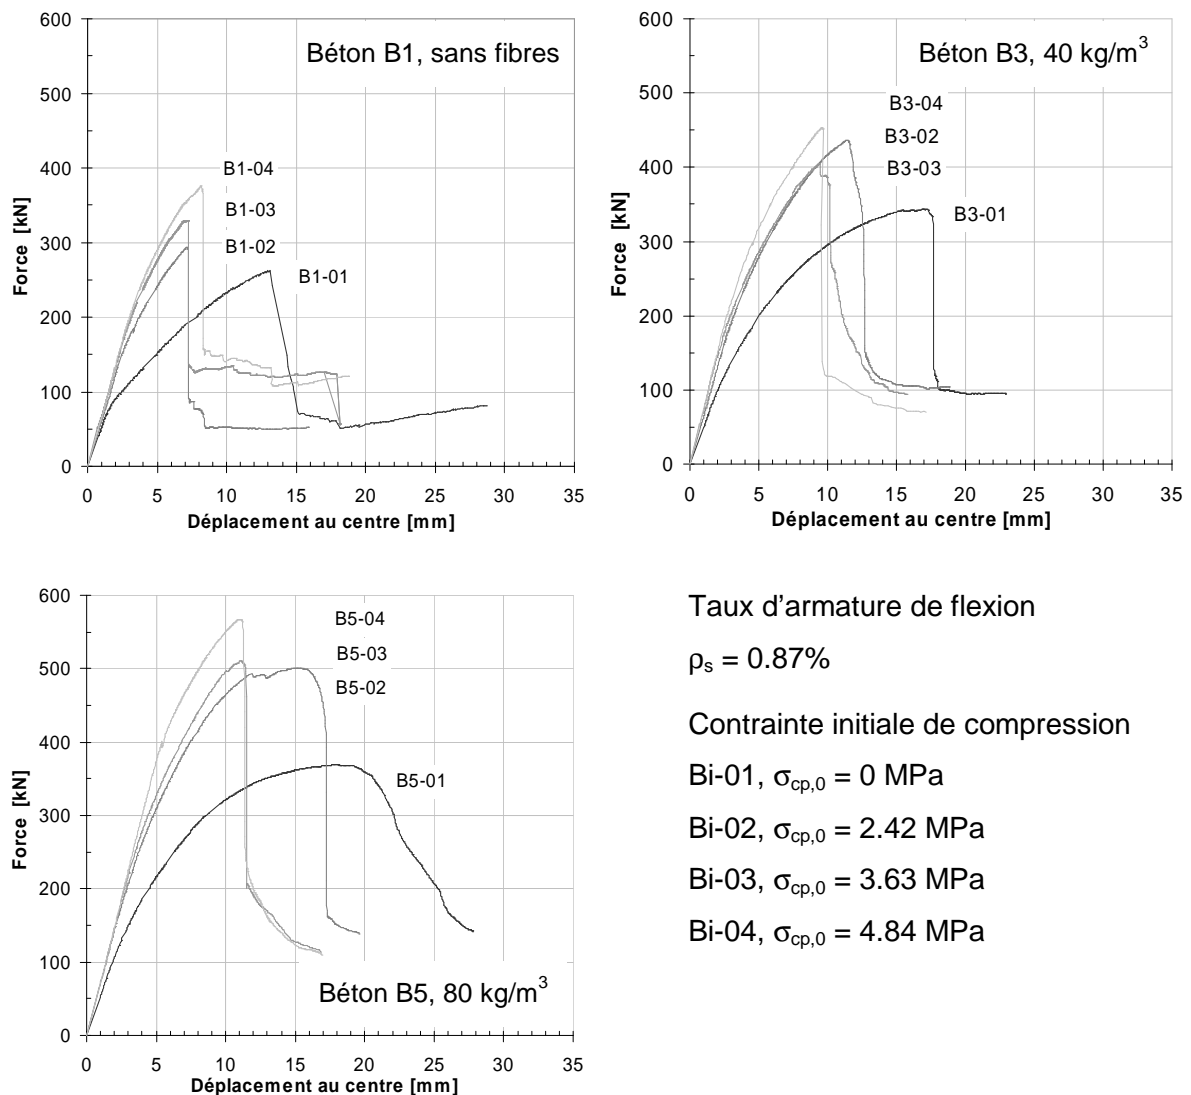 Béton B1, sans fibres
600
500
400
300
200
100
0
Force [kN]
B1-04
B1-03
B1-02
B1-01
0 5 10 15 20 25 30 35
Déplacement au centre [mm]
Béton B3, 40 kg/m³
600
500
400
300
200
100
0
Force [kN]
B3-04
B3-02
B3-03
B3-01
0 5 10 15 20 25 30 35
Déplacement au centre [mm]
600
500
400
300
200
100
0
Force [kN]
B5-04
B5-03
B5-02
B5-01
Béton B5, 80 kg/m³
0 5 10 15 20 25 30 35
Déplacement au centre [mm]
Taux d'armature de flexion
ρs = 0.87%
Contrainte initiale de compression
Bi-01, σcp,0 = 0 MPa
Bi-02, σcp,0 = 2.42 MPa
Bi-03, σcp,0 = 3.63 MPa
Bi-04, σcp,0 = 4.84 MPa